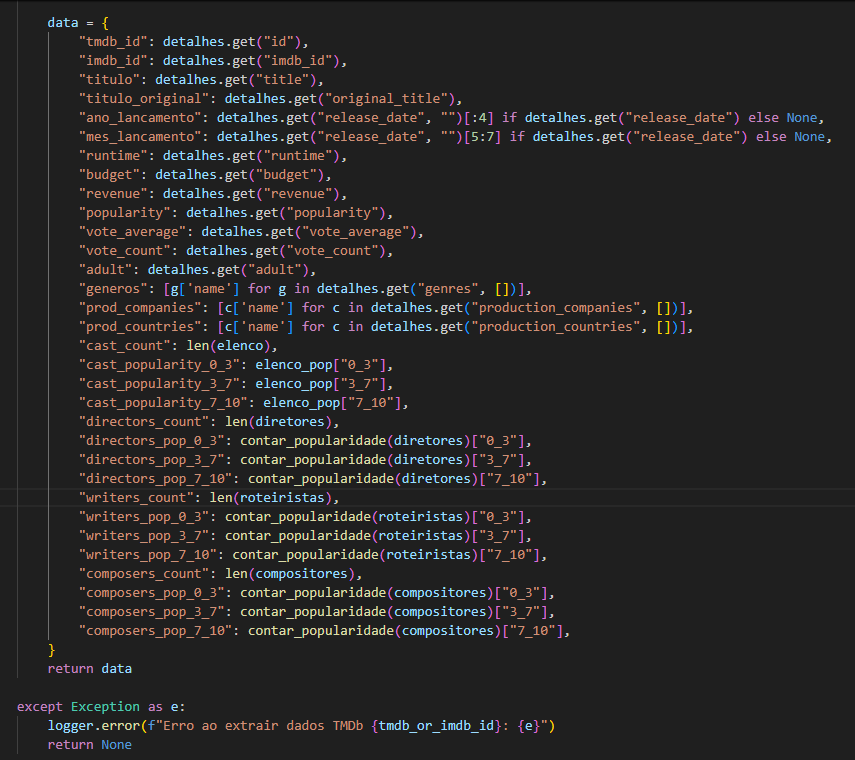 data = {
"tmdb_id": detalhes.get("id"),
"imdb_id": detalhes.get("imdb_id"),
"titulo": detalhes.get("title"),
"titulo_original": detalhes.get("original_title"),
"ano_lancamento": detalhes.get("release_date", "")[:4] if detalhes.get("release_date") else None,
"mes_lancamento": detalhes.get("release_date", "")[5:7] if detalhes.get("release_date") else None,
"runtime": detalhes.get("runtime"),
"budget": detalhes.get("budget"),
"revenue": detalhes.get("revenue"),
"popularity": detalhes.get("popularity"),
"vote_average": detalhes.get("vote_average"),
"vote_count": detalhes.get("vote_count"),
"adult": detalhes.get("adult"),
"generos": [g['name'] for g in detalhes.get("genres", [])],
"prod_companies": [c['name'] for c in detalhes.get("production_companies", [])],
"prod_countries": [c['name'] for c in detalhes.get("production_countries", [])],
"cast_count": len(elenco),
"cast_popularity_0_3": elenco_pop["0_3"],
"cast_popularity_3_7": elenco_pop["3_7"],
"cast_popularity_7_10": elenco_pop["7_10"],
"directors_count": len(diretores),
"directors_pop_0_3": contar_popularidade(diretores)["0_3"],
"directors_pop_3_7": contar_popularidade(diretores)["3_7"],
"directors_pop_7_10": contar_popularidade(diretores)["7_10"],
"writers_count": len(roteiristas),
"writers_pop_0_3": contar_popularidade(roteiristas)["0_3"],
"writers_pop_3_7": contar_popularidade(roteiristas)["3_7"],
"writers_pop_7_10": contar_popularidade(roteiristas)["7_10"],
"composers_count": len(compositores),
"composers_pop_0_3": contar_popularidade(compositores)["0_3"],
"composers_pop_3_7": contar_popularidade(compositores)["3_7"],
"composers_pop_7_10": contar_popularidade(compositores)["7_10"],
}
return data
except Exception as e:
logger.error(f"Erro ao extrair dados TMDb {tmdb_or_imdb_id}: {e}")
return None